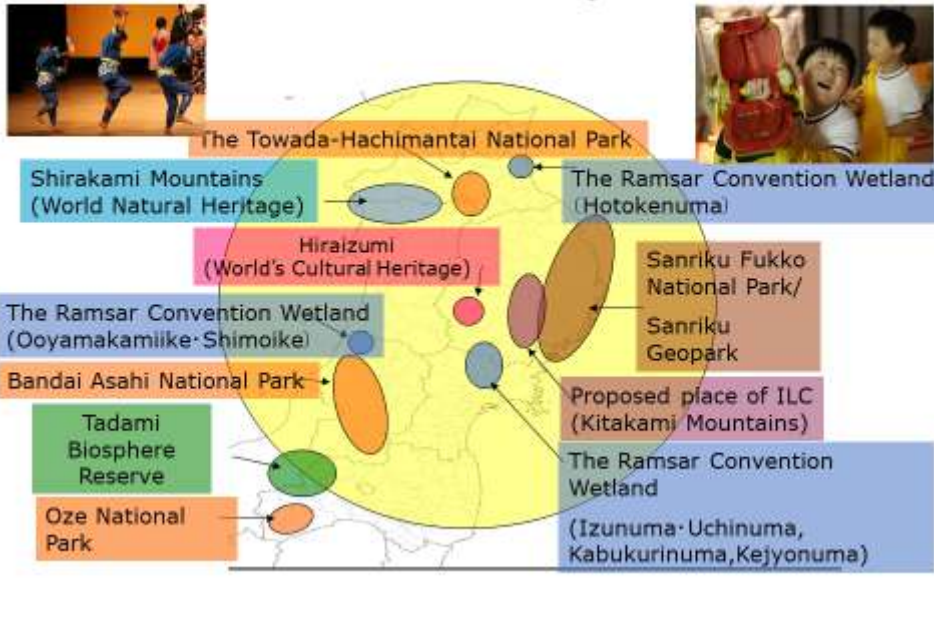 The Towada-Hachimantai National Park
Shirakami Mountains
(World Natural Heritage)
The Ramsar Convention Wetland
(Hotokenuma)
Hiraizumi
(World's Cultural Heritage)
Sanriku Fukko
National Park/
Sanriku
Geopark
The Ramsar Convention Wetland
(Ooyamakamiike・Shimoike)
Bandai Asahi National Park
Proposed place of ILC
(Kitakami Mountains)
Tadami
Biosphere
Reserve
The Ramsar Convention
Wetland
(Izunuma・Uchinuma,
Kabukurinuma,Kejyonuma)
Oze National
Park